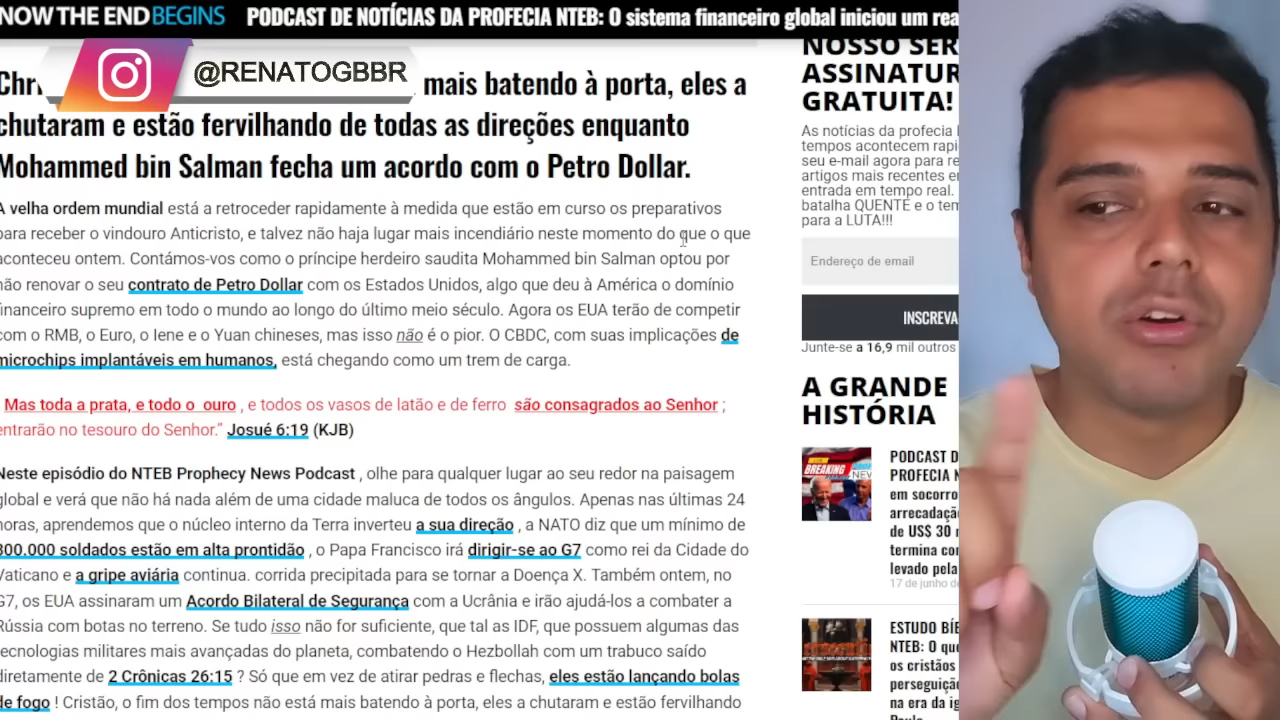 NOW THE END BEGINS PODCAST DE NOTÍCIAS DA PROFECIA NTEB: O sistema financeiro global iniciou um rea
@RENATOGBBR
mais batendo à porta, eles a
chutaram e estão fervilhando de todas as direções enquanto
Mohammed bin Salman fecha um acordo com o Petro Dollar.
A velha ordem mundial está a retroceder rapidamente à medida que estão em curso os preparativos
para receber o vindouro Anticristo, e talvez não haja lugar mais incendiário neste momento do que o que
aconteceu ontem. Contámos-vos como o príncipe herdeiro saudita Mohammed bin Salman optou por
não renovar o seu contrato de Petro Dollar com os Estados Unidos, algo que deu à América o domínio
financeiro supremo em todo o mundo ao longo do último meio século. Agora os EUA terão de competir
com o RMB, o Euro, o Iene e o Yuan chineses, mas isso não é o pior. O CBDC, com suas implicações de
microchips implantáveis em humanos, está chegando como um trem de carga.
Mas toda a prata, e todo o ouro , e todos os vasos de latão e de ferro são consagrados ao Senhor ;
entrarão no tesouro do Senhor.” Josué 6:19 (KJB)
Neste episódio do NTEB Prophecy News Podcast , olhe para qualquer lugar ao seu redor na paisagem
global e verá que não há nada além de uma cidade maluca de todos os ângulos. Apenas nas últimas 24
horas, aprendemos que o núcleo interno da Terra inverteu a sua direção , a NATO diz que um mínimo de
300.000 soldados estão em alta prontidão , o Papa Francisco irá dirigir-se ao G7 como rei da Cidade do
Vaticano e a gripe aviária continua. corrida precipitada para se tornar a Doença X. Também ontem, no
G7, os EUA assinaram um Acordo Bilateral de Segurança com a Ucrânia e irão ajudá-los a combater a
Rússia com botas no terreno. Se tudo isso não for suficiente, que tal as IDF, que possuem algumas das
tecnologias militares mais avançadas do planeta, combatendo o Hezbollah com um trabuco saído
diretamente de 2 Crônicas 26:15 ? Só que em vez de atirar pedras e flechas, eles estão lançando bolas
de fogo ! Cristão, o fim dos tempos não está mais batendo à porta, eles a chutaram e estão fervilhando
NOSSO SER
ASSINATUR
GRATUITA!
As notícias da profecia
tempos acontecem rapi
seu e-mail agora para re
artigos mais recentes e
entrada em tempo real.
batalha QUENTE e o tem
para a LUTA!!!
Endereço de email
INSCREVA
Junte-se a 16,9 mil outros
A GRANDE
HISTÓRIA
BREAKING
NEW
PODCAST D
PROFECIA N
em socorro
arrecadaçã
de US$ 30 m
termina co
levado pela
17 de junho d
ESTUDO BÍB
NTEB: O qu
os cristãos
perseguiçã
na era da ig